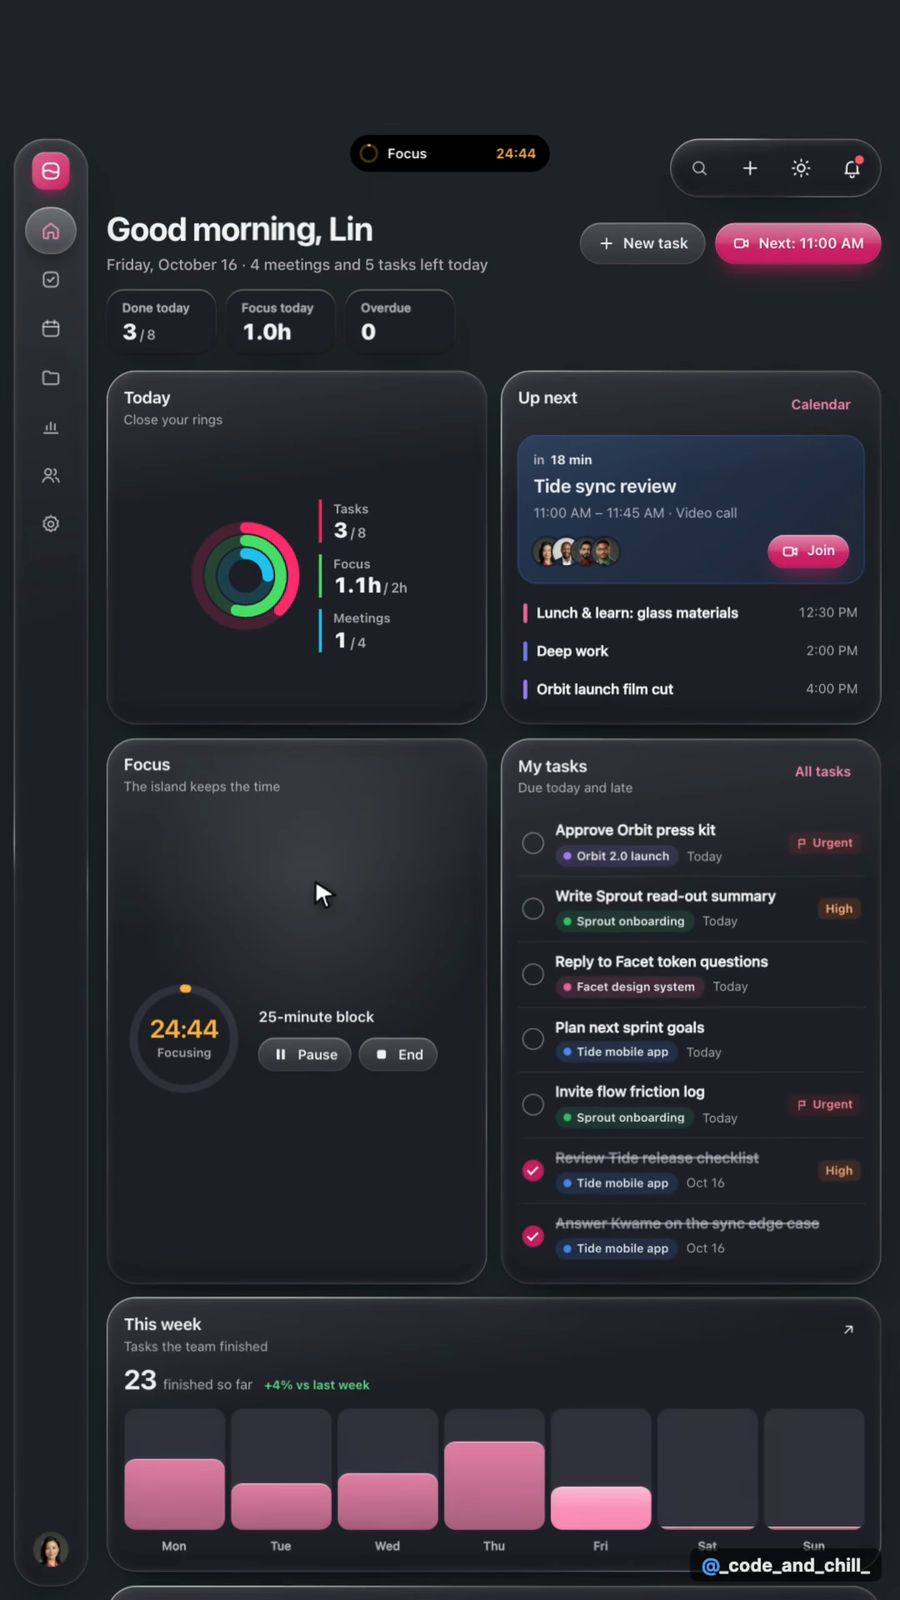 Focus 24:44
Good morning, Lin
Friday, October 16 · 4 meetings and 5 tasks left today
New task
Next: 11:00 AM
Done today
3 / 8
Focus today
1.0h
Overdue
0
Today
Close your rings
Tasks
3 / 8
Focus
1.1h / 2h
Meetings
1 / 4
Up next
Calendar
in 18 min
Tide sync review
11:00 AM – 11:45 AM · Video call
Join
Lunch & learn: glass materials 12:30 PM
Deep work 2:00 PM
Orbit launch film cut 4:00 PM
Focus
The island keeps the time
24:44
Focusing
25-minute block
Pause
End
My tasks
Due today and late
All tasks
Approve Orbit press kit
Orbit 2.0 launch Today
Urgent
Write Sprout read-out summary
Sprout onboarding Today
High
Reply to Facet token questions
Facet design system Today
Plan next sprint goals
Tide mobile app Today
Invite flow friction log
Sprout onboarding Today
Urgent
Review Tide release checklist
Tide mobile app Oct 16
High
Answer Kwame on the sync edge case
Tide mobile app Oct 16
This week
Tasks the team finished
23 finished so far +4% vs last week
Mon Tue Wed Thu Fri Sat Sun
@_code_and_chill_